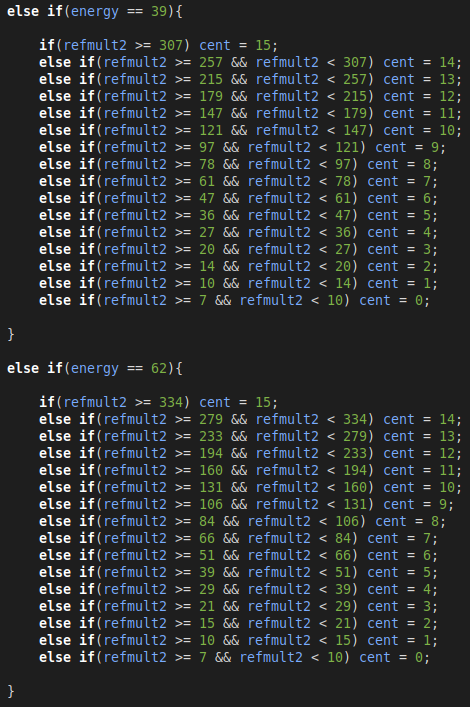 else if(energy == 39){
if(refmult2 >= 307) cent = 15;
else if(refmult2 >= 257 && refmult2 < 307) cent = 14;
else if(refmult2 >= 215 && refmult2 < 257) cent = 13;
else if(refmult2 >= 179 && refmult2 < 215) cent = 12;
else if(refmult2 >= 147 && refmult2 < 179) cent = 11;
else if(refmult2 >= 121 && refmult2 < 147) cent = 10;
else if(refmult2 >= 97 && refmult2 < 121) cent = 9;
else if(refmult2 >= 78 && refmult2 < 97) cent = 8;
else if(refmult2 >= 61 && refmult2 < 78) cent = 7;
else if(refmult2 >= 47 && refmult2 < 61) cent = 6;
else if(refmult2 >= 36 && refmult2 < 47) cent = 5;
else if(refmult2 >= 27 && refmult2 < 36) cent = 4;
else if(refmult2 >= 20 && refmult2 < 27) cent = 3;
else if(refmult2 >= 14 && refmult2 < 20) cent = 2;
else if(refmult2 >= 10 && refmult2 < 14) cent = 1;
else if(refmult2 >= 7 && refmult2 < 10) cent = 0;
}
else if(energy == 62){
if(refmult2 >= 334) cent = 15;
else if(refmult2 >= 279 && refmult2 < 334) cent = 14;
else if(refmult2 >= 233 && refmult2 < 279) cent = 13;
else if(refmult2 >= 194 && refmult2 < 233) cent = 12;
else if(refmult2 >= 160 && refmult2 < 194) cent = 11;
else if(refmult2 >= 131 && refmult2 < 160) cent = 10;
else if(refmult2 >= 106 && refmult2 < 131) cent = 9;
else if(refmult2 >= 84 && refmult2 < 106) cent = 8;
else if(refmult2 >= 66 && refmult2 < 84) cent = 7;
else if(refmult2 >= 51 && refmult2 < 66) cent = 6;
else if(refmult2 >= 39 && refmult2 < 51) cent = 5;
else if(refmult2 >= 29 && refmult2 < 39) cent = 4;
else if(refmult2 >= 21 && refmult2 < 29) cent = 3;
else if(refmult2 >= 15 && refmult2 < 21) cent = 2;
else if(refmult2 >= 10 && refmult2 < 15) cent = 1;
else if(refmult2 >= 7 && refmult2 < 10) cent = 0;
}